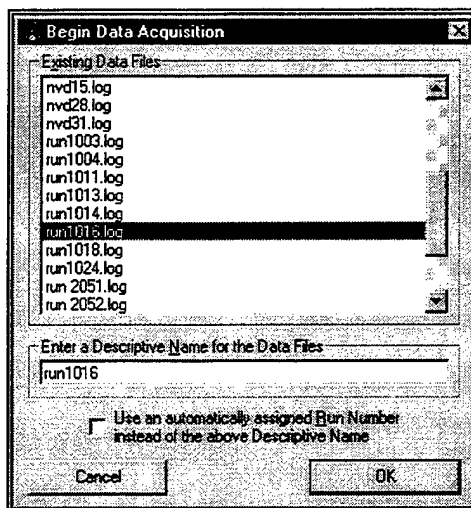 Begin Data Acquisition
Existing Data Files
nvd15.log
nvd28.log
nvd31.log
run1003.log
run1004.log
run1011.log
run1013.log
run1014.log
run1016.log
run1018.log
run1024.log
run 2051.log
run 2052.log
Enter a Descriptive Name for the Data Files
run1016
Use an automatically assigned Run Number
instead of the above Descriptive Name
Cancel
OK